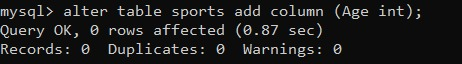 mysql> alter table sports add column (Age int);
Query OK, 0 rows affected (0.87 sec)
Records: 0  Duplicates: 0  Warnings: 0